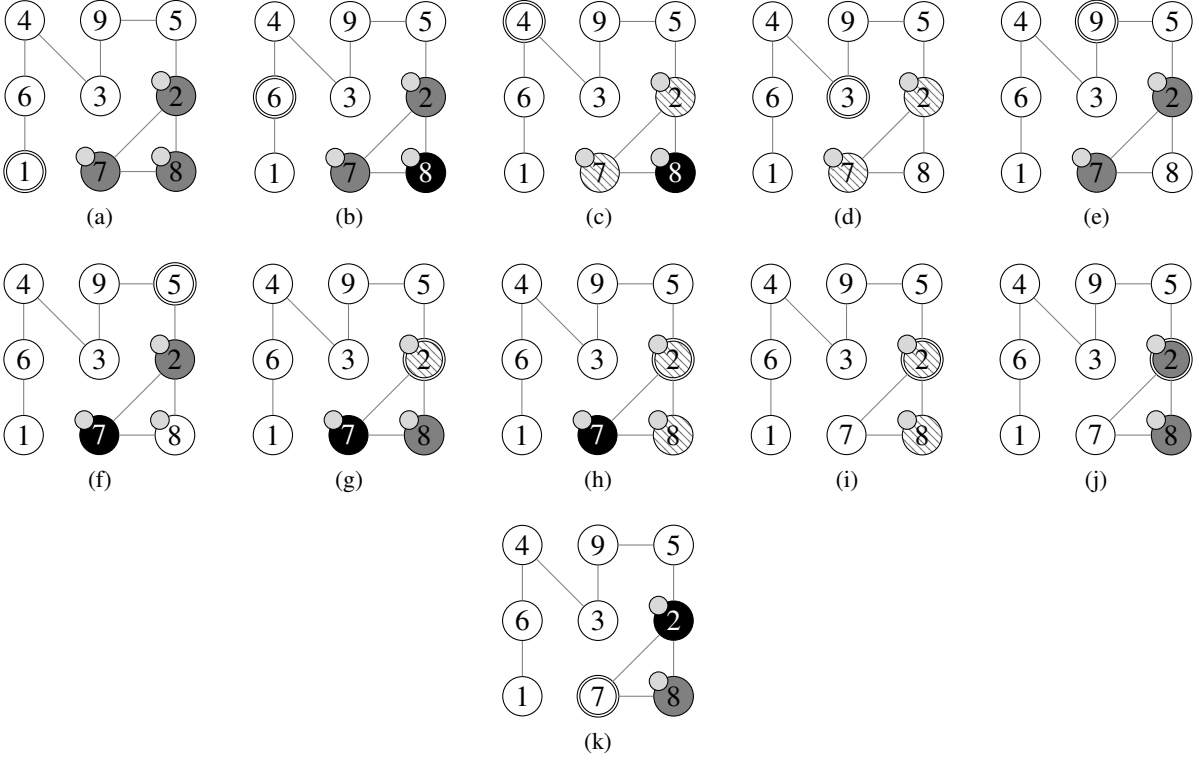 4 9 5 4 9 5 4 9 5 4 9 5 4 9 5
6 3 2 6 3 2 6 3 2 6 3 2 6 3 2
1 7 8 1 7 8 1 7 8 1 7 8 1 7 8
(a) (b) (c) (d) (e)
4 9 5 4 9 5 4 9 5 4 9 5 4 9 5
6 3 2 6 3 2 6 3 2 6 3 2 6 3 2
1 7 8 1 7 8 1 7 8 1 7 8 1 7 8
(f) (g) (h) (i) (j)
4 9 5
6 3 2
1 7 8
(k)